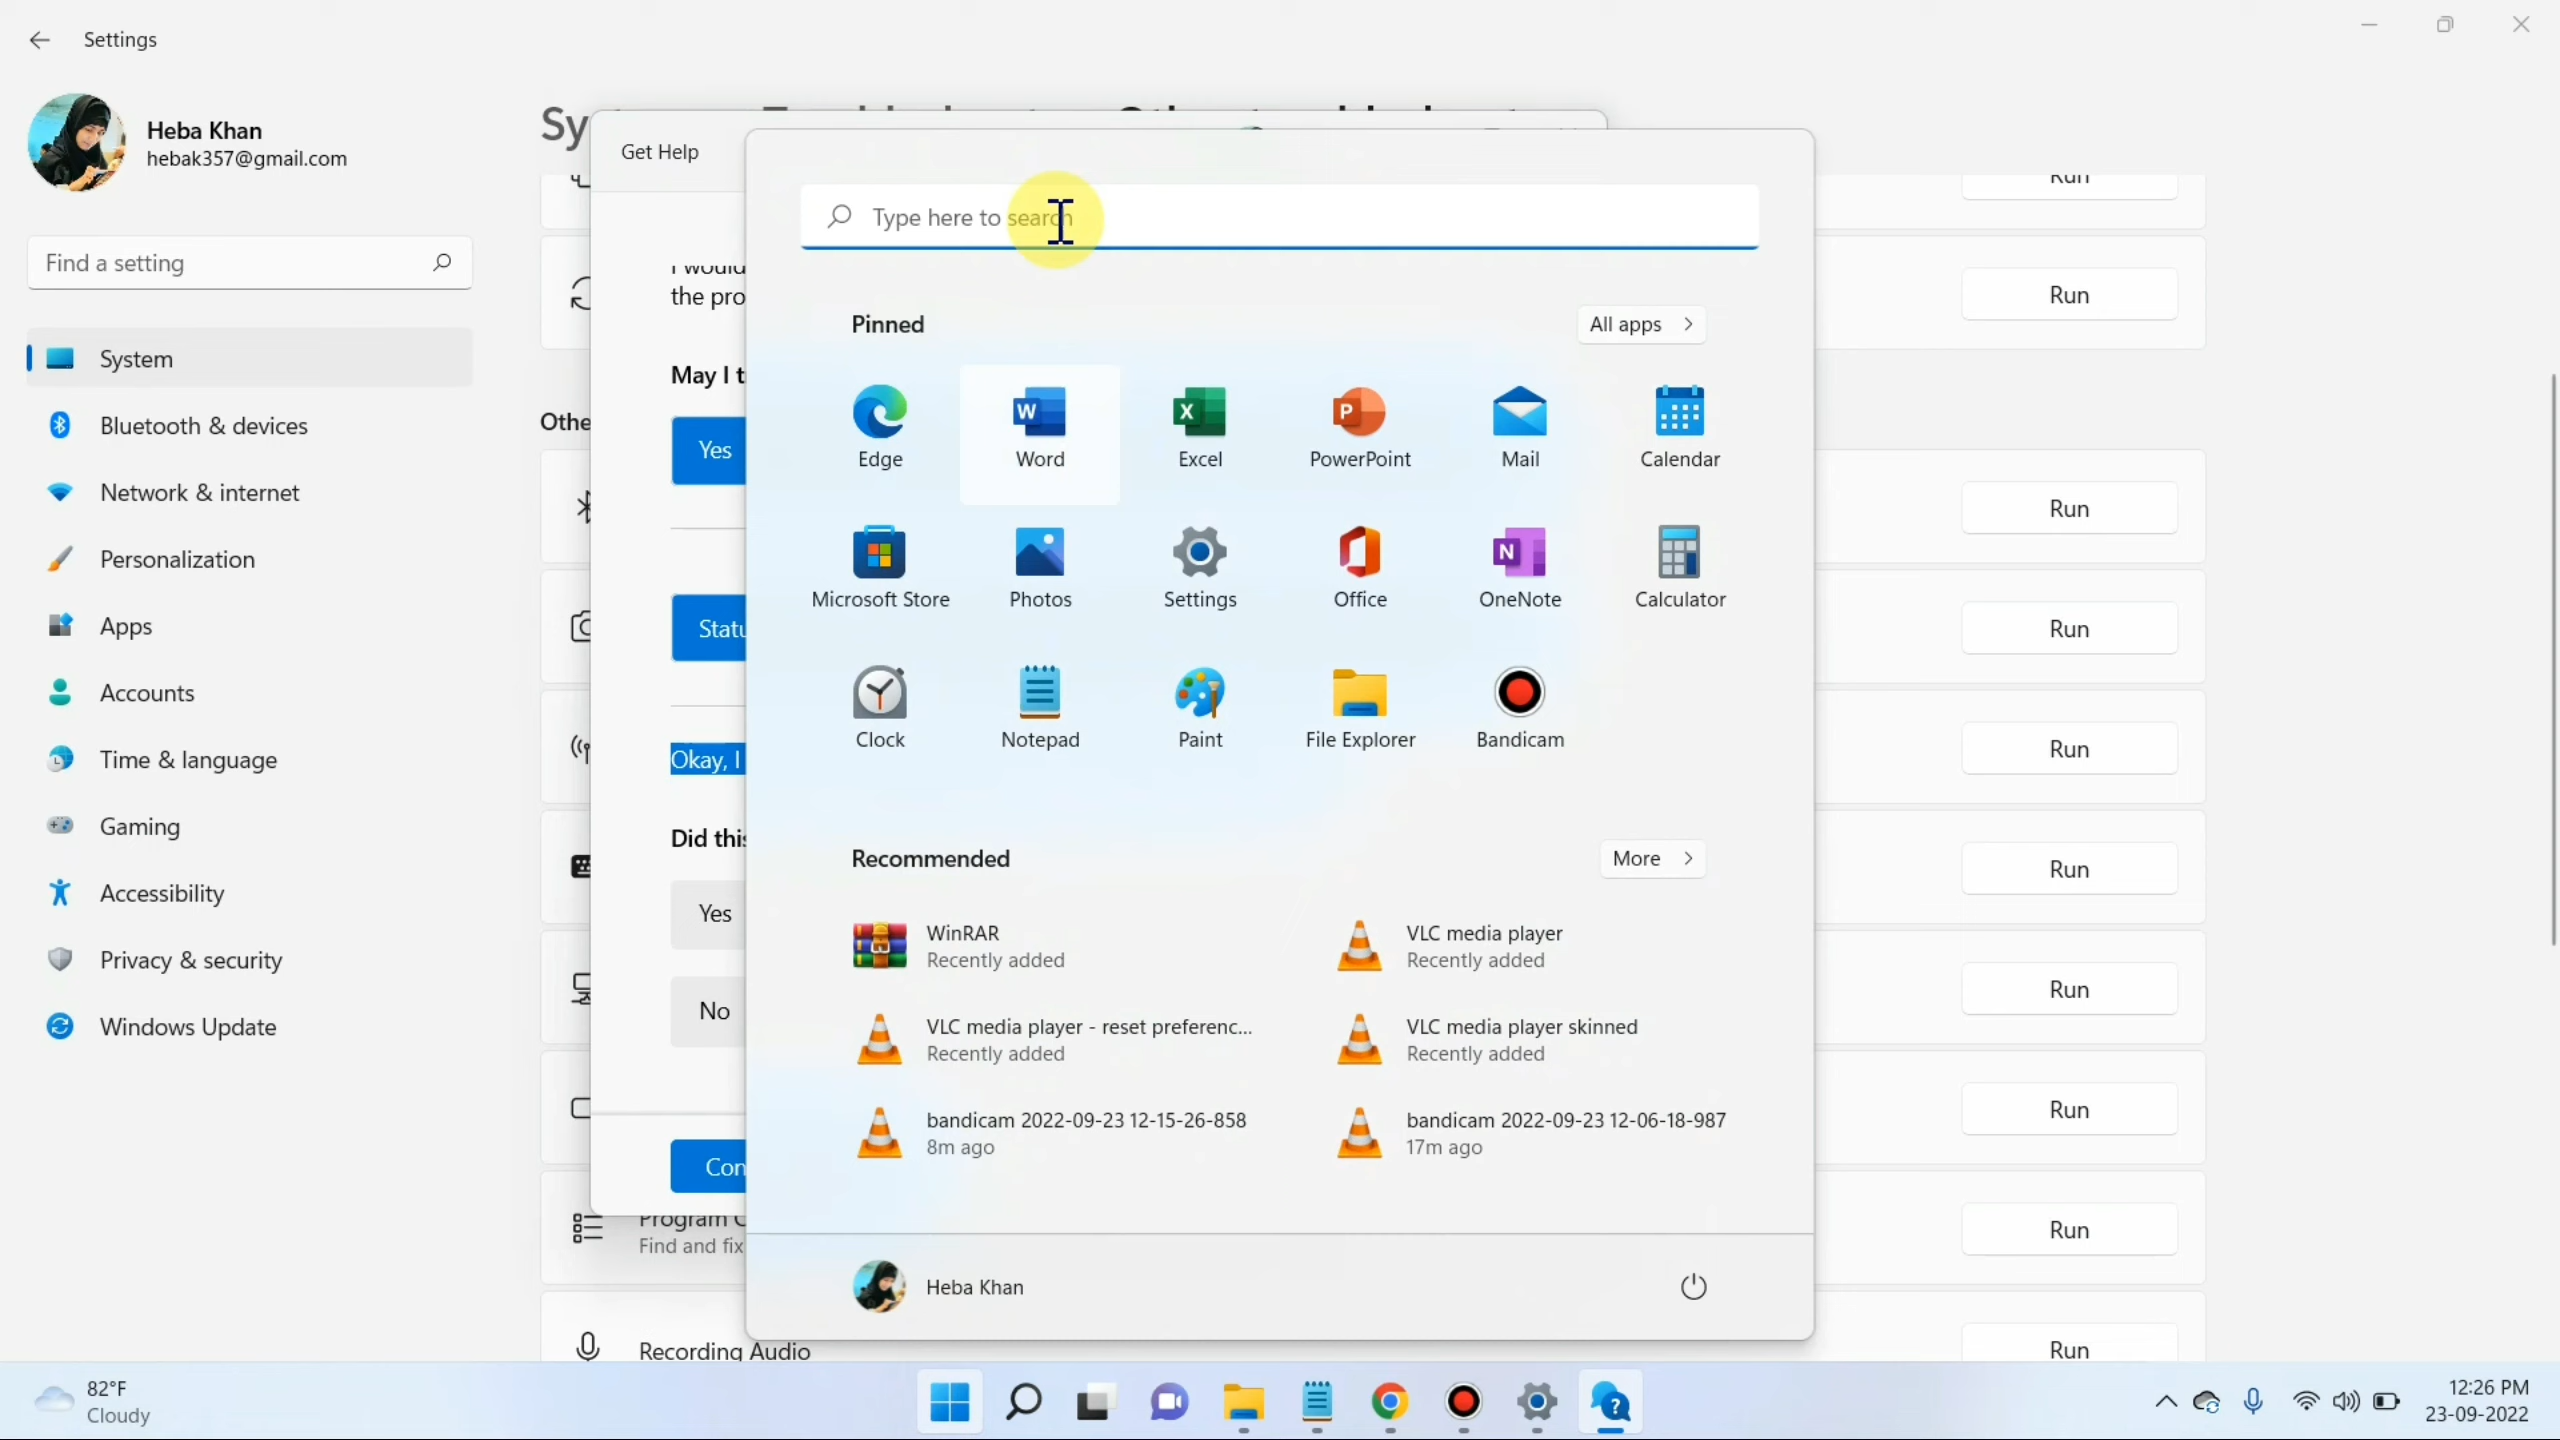 Settings
Heba Khan
hebak357@gmail.com
Find a setting
System
Bluetooth & devices
Network & internet
Personalization
Apps
Accounts
Time & language
Gaming
Accessibility
Privacy & security
Windows Update
Sy
Get Help
the pro
May I t
Yes
Statu
Okay, I
Did this
Yes
No
Con
Othe
Find and fix
Recording Audio
Type here to search
Pinned
All apps
Edge
Word
Excel
PowerPoint
Mail
Calendar
Microsoft Store
Photos
Settings
Office
OneNote
Calculator
Clock
Notepad
Paint
File Explorer
Bandicam
Recommended
More
WinRAR
Recently added
VLC media player
Recently added
VLC media player - reset preferenc...
Recently added
VLC media player skinned
Recently added
bandicam 2022-09-23 12-15-26-858
8m ago
bandicam 2022-09-23 12-06-18-987
17m ago
Heba Khan
Run
Run
Run
Run
Run
Run
Run
Run
Run
Run
82°F
Cloudy
12:26 PM
23-09-2022